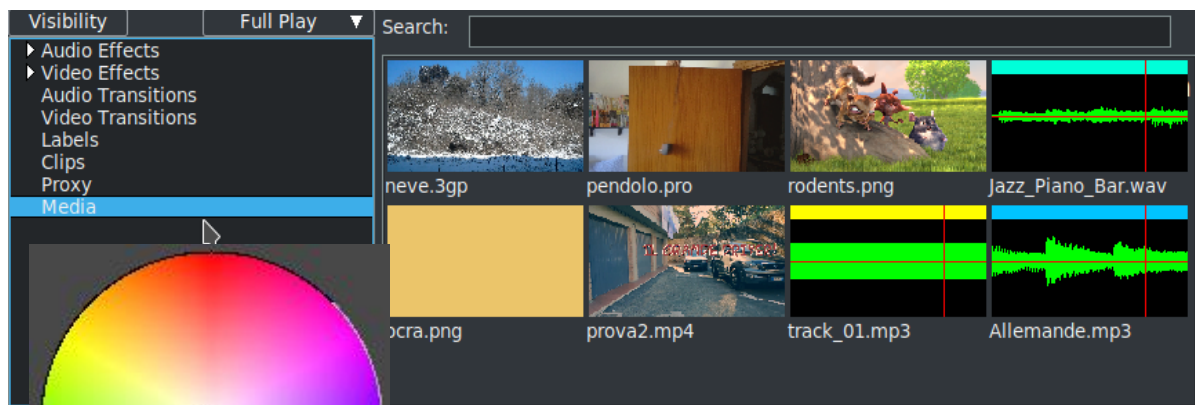 Visibility
Full Play
Search:
Audio Effects
Video Effects
Audio Transitions
Video Transitions
Labels
Clips
Proxy
Media
neve.3gp
pendolo.pro
rodents.png
Jazz_Piano_Bar.wav
ocra.png
prova2.mp4
track_01.mp3
Allemande.mp3